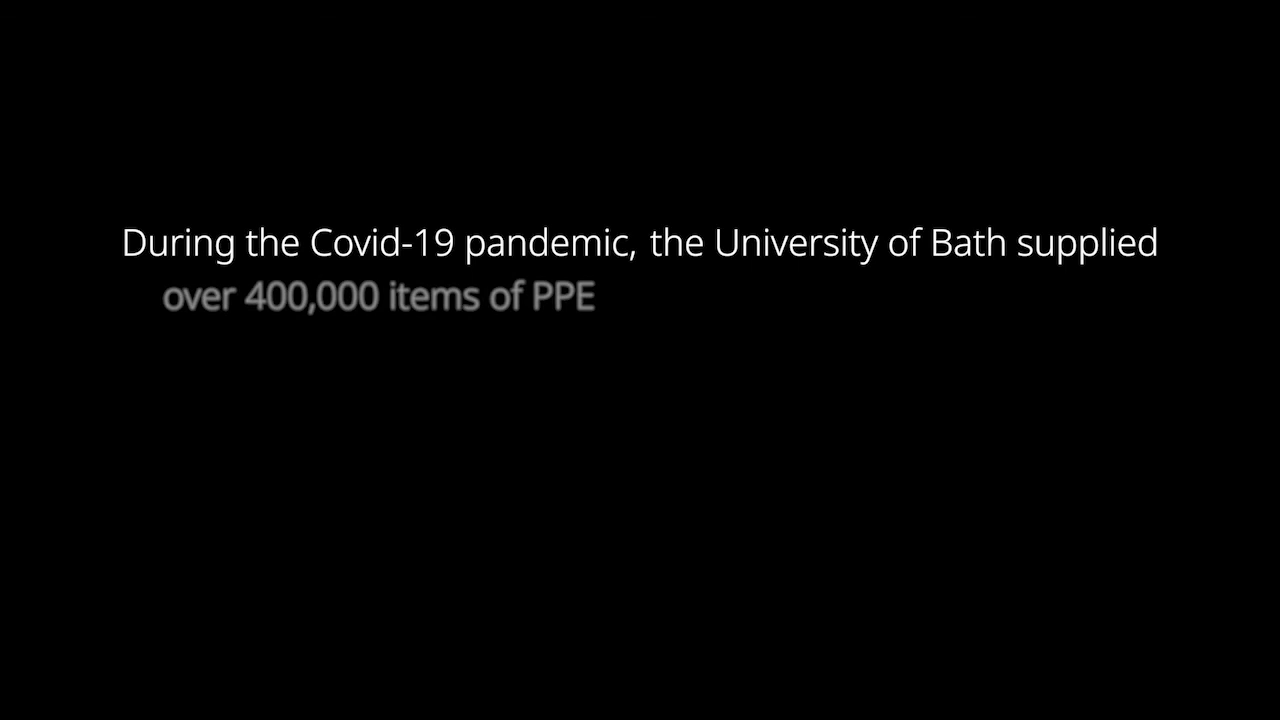 During the Covid-19 pandemic, the University of Bath supplied
over 400,000 items of PPE